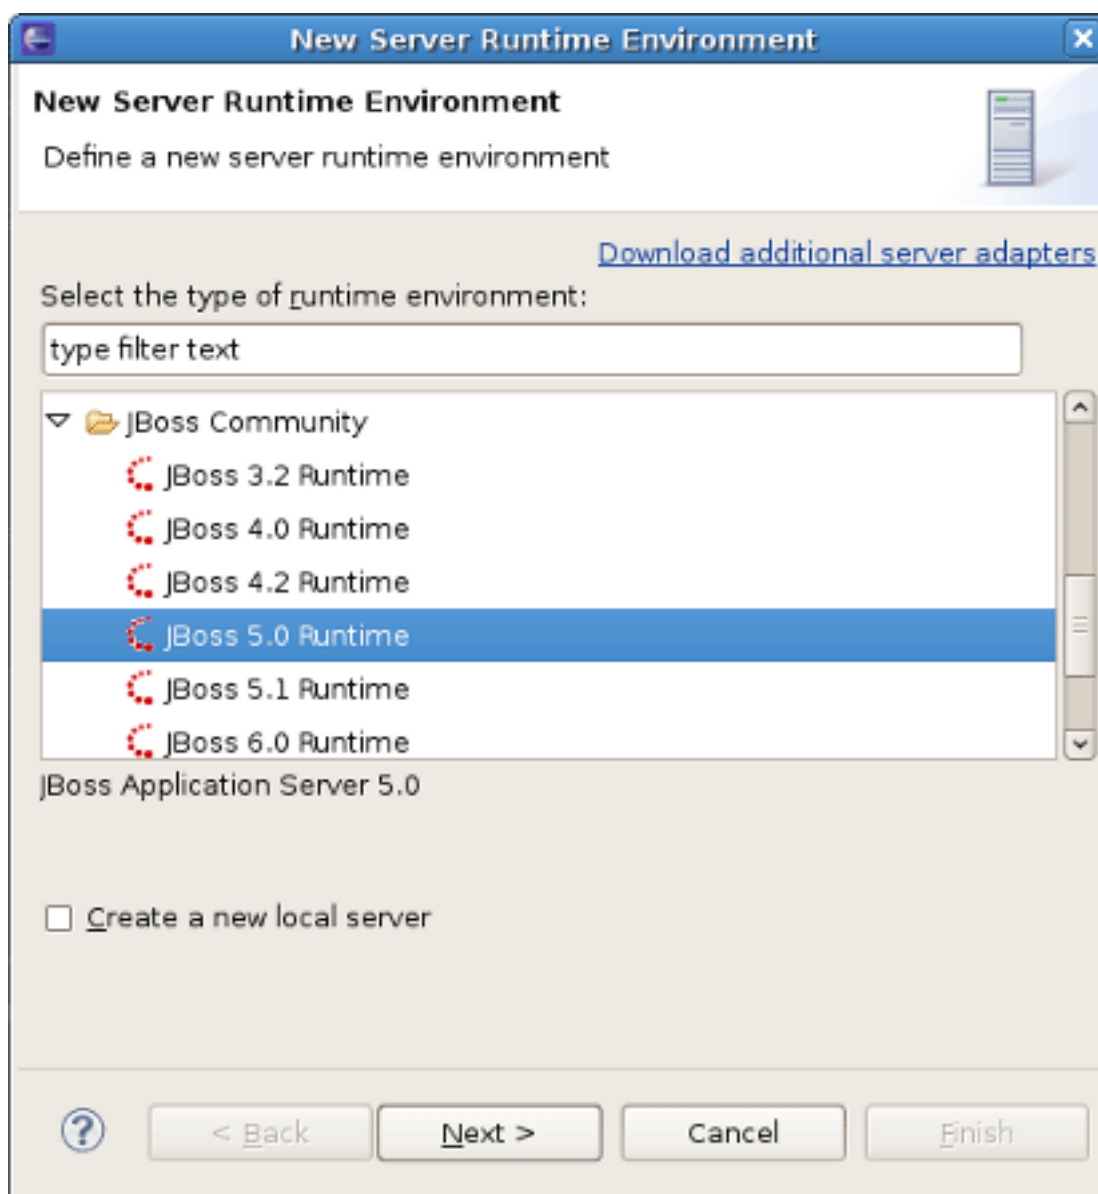 New Server Runtime Environment
New Server Runtime Environment
Define a new server runtime environment
Download additional server adapters
Select the type of runtime environment:
type filter text
JBoss Community
JBoss 3.2 Runtime
JBoss 4.0 Runtime
JBoss 4.2 Runtime
JBoss 5.0 Runtime
JBoss 5.1 Runtime
JBoss 6.0 Runtime
JBoss Application Server 5.0
Create a new local server
? < Back Next > Cancel Finish